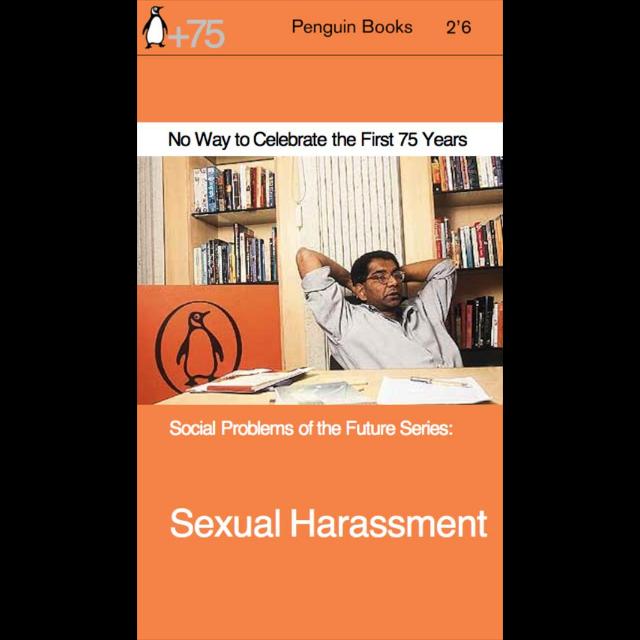 +75
Penguin Books 2'6
No Way to Celebrate the First 75 Years
Social Problems of the Future Series:
Sexual Harassment